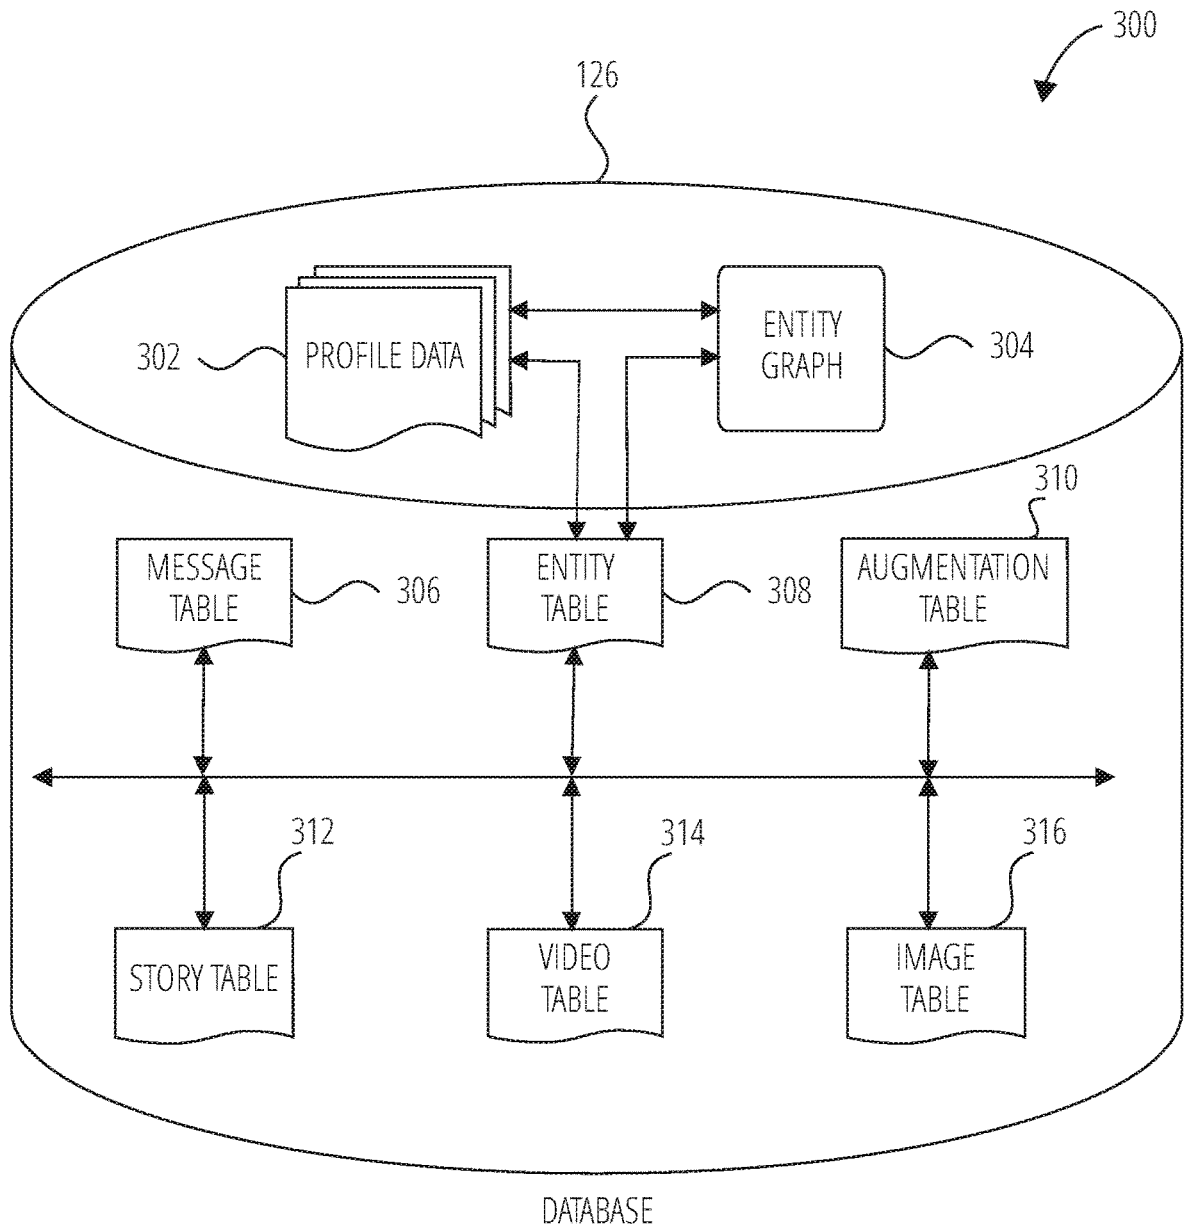 300
126
302
PROFILE DATA
ENTITY
GRAPH
304
310
MESSAGE
TABLE
306
ENTITY
TABLE
308
AUGMENTATION
TABLE
312
314
316
STORY TABLE
VIDEO
TABLE
IMAGE
TABLE
DATABASE